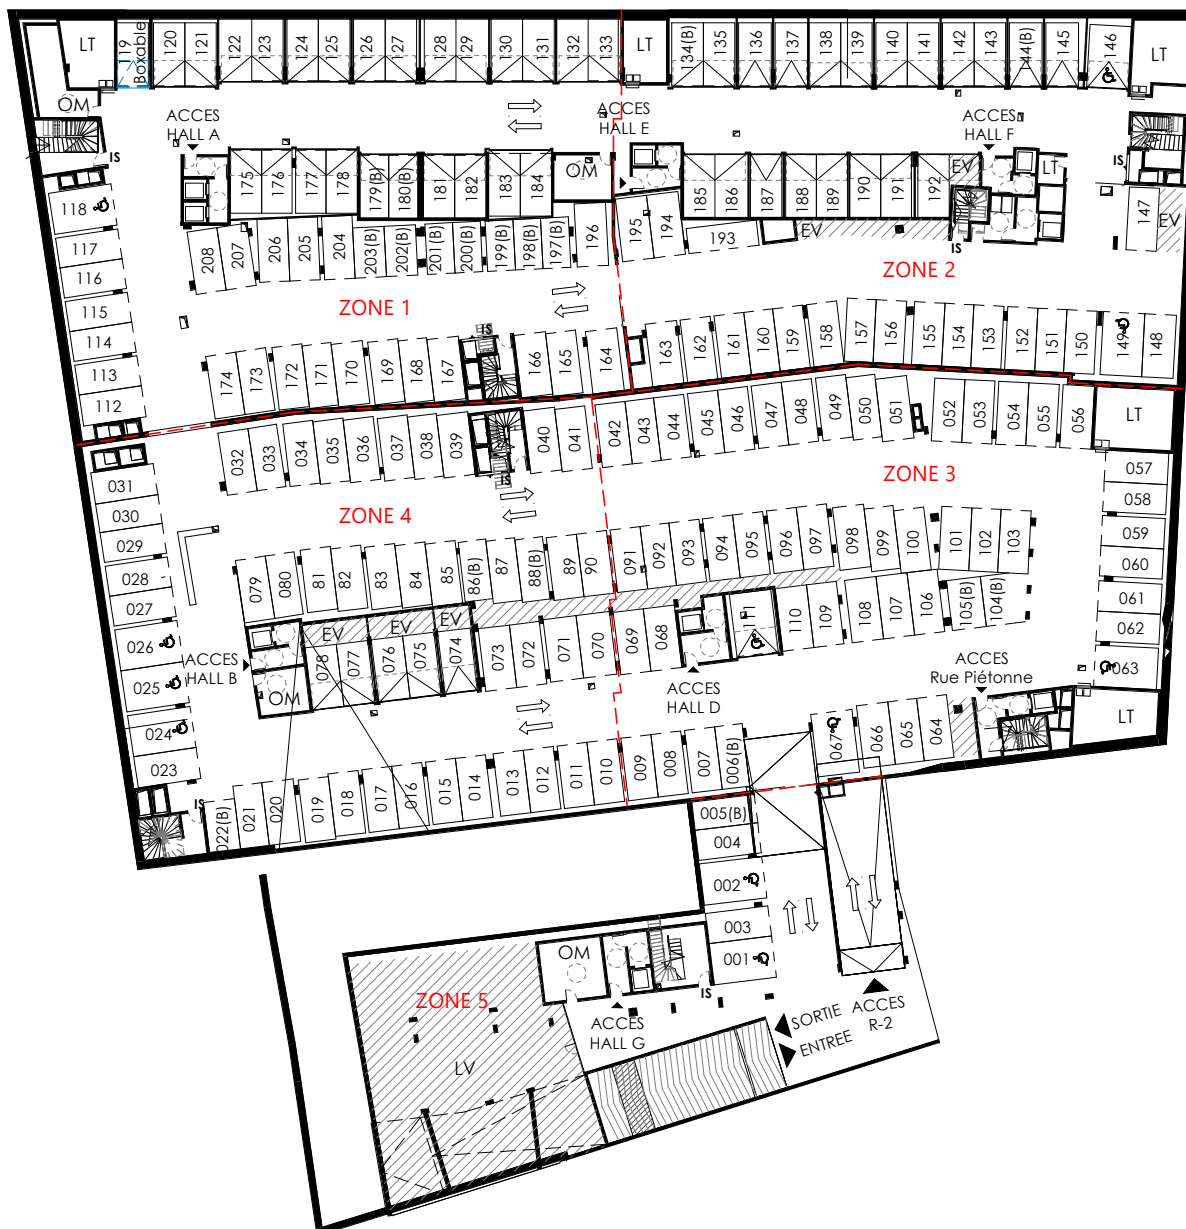 LT
119
Boxable
120
121
122
123
124
125
126
127
128
129
130
131
132
133
LT
134(B)
135
136
137
138
139
140
141
142
143
144(B)
145
146
LT
OM
ACCES
HALL A
ACCES
HALL E
ACCES
HALL F
IS
IS
175
176
177
178
179(B)
180(B)
181
182
183
184
OM
185
186
187
188
189
190
191
192
EV
LT
118
117
116
115
114
113
112
208
207
206
205
204
203(B)
202(B)
201(B)
200(B)
199(B)
198(B)
197(B)
196
195
194
193
EV
IS
147
EV
ZONE 1
ZONE 2
174
173
172
171
170
169
168
167
IS
166
165
164
163
162
161
160
159
158
157
156
155
154
153
152
151
150
149
148
032
033
034
035
036
037
038
039
IS
040
041
042
043
044
045
046
047
048
049
050
051
052
053
054
055
056
LT
031
030
029
028
027
026
025
024
023
ZONE 4
ZONE 3
057
058
059
060
061
062
063
LT
079
080
81
82
83
84
85
86(B)
87
88(B)
89
90
091
092
093
094
095
096
097
098
099
100
101
102
103
EV
EV
EV
078
077
076
075
074
073
072
071
070
069
068
111
110
109
108
107
106
105(B)
104(B)
ACCES
HALL B
OM
ACCES
HALL D
ACCES
Rue Piétonne
IS
022(B)
021
020
019
018
017
016
015
014
013
012
011
010
009
008
007
006(B)
067
066
065
064
005(B)
004
002
003
001
OM
IS
ZONE 5
ACCES
HALL G
SORTIE
ENTREE
ACCES
R-2
LV